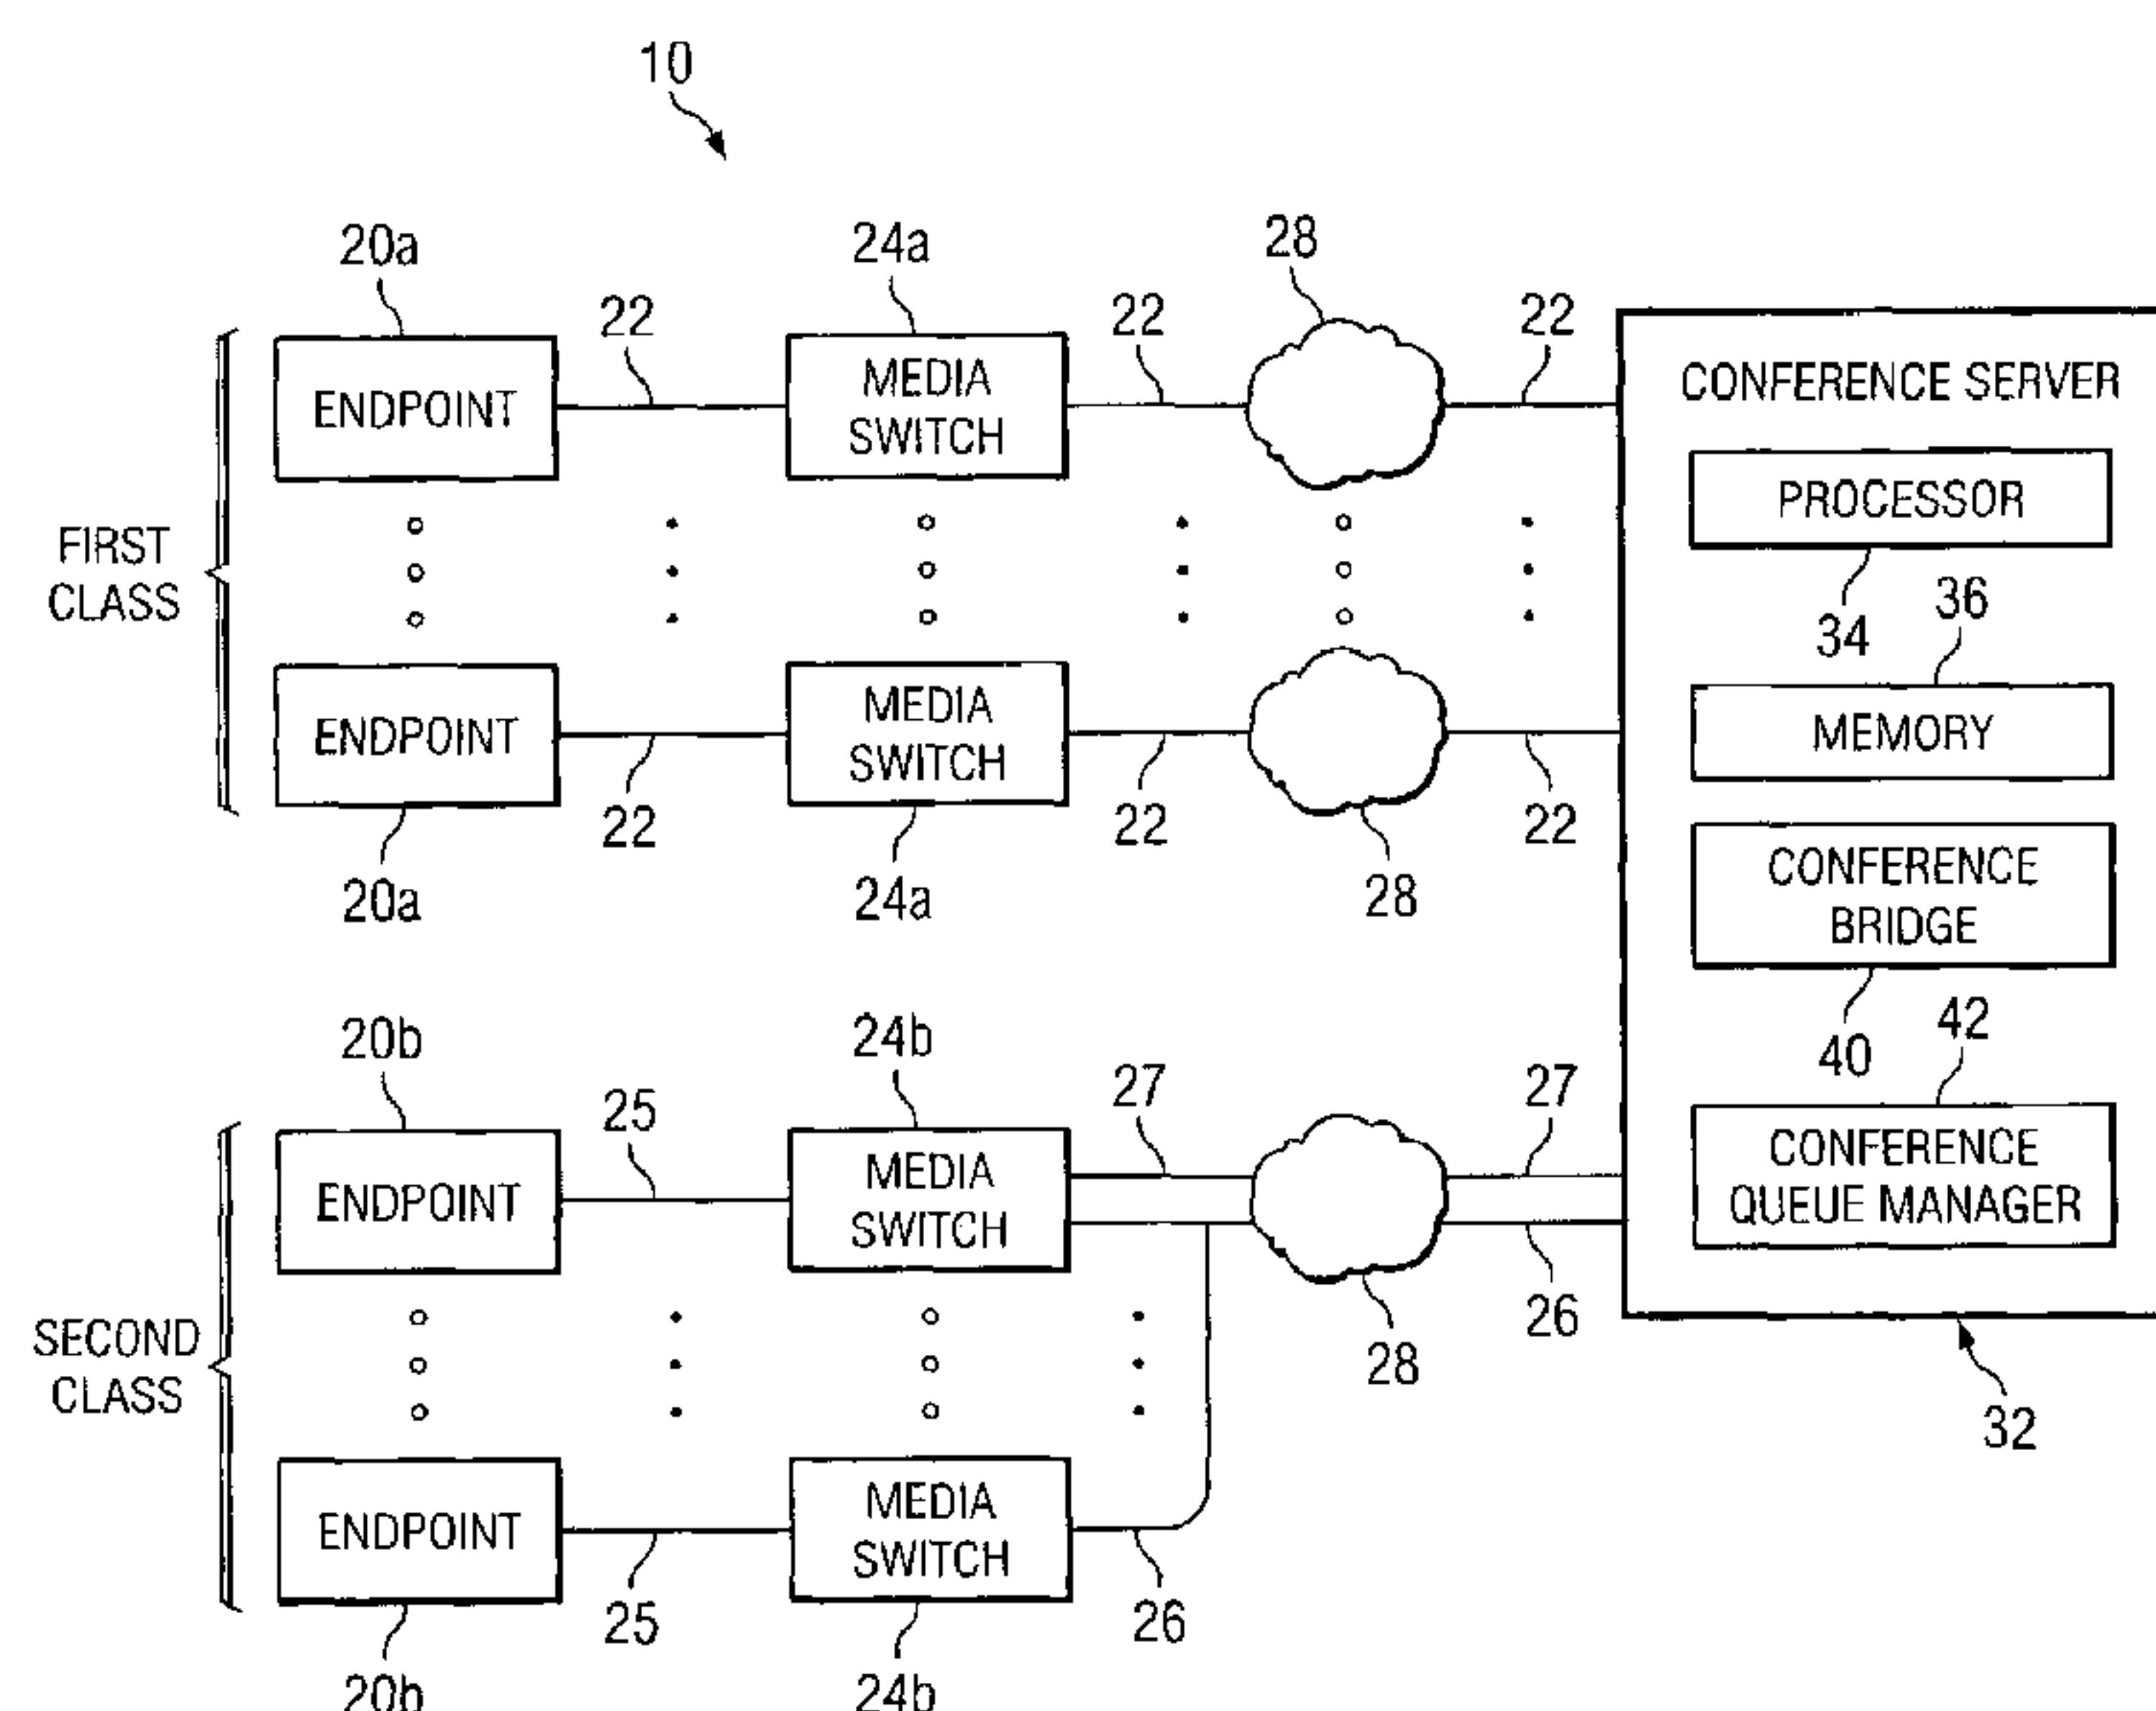 10
20a
24a
28
22
22
22
ENDPOINT
MEDIA
SWITCH
CONFERENCE SERVER
PROCESSOR
34
FIRST
CLASS
36
MEMORY
ENDPOINT
MEDIA
SWITCH
22
22
22
20a
24a
28
CONFERENCE
BRIDGE
40
42
20b
24b
25
27
27
ENDPOINT
MEDIA
SWITCH
CONFERENCE
QUEUE MANAGER
26
28
32
SECOND
CLASS
ENDPOINT
MEDIA
SWITCH
25
26
20b
24b